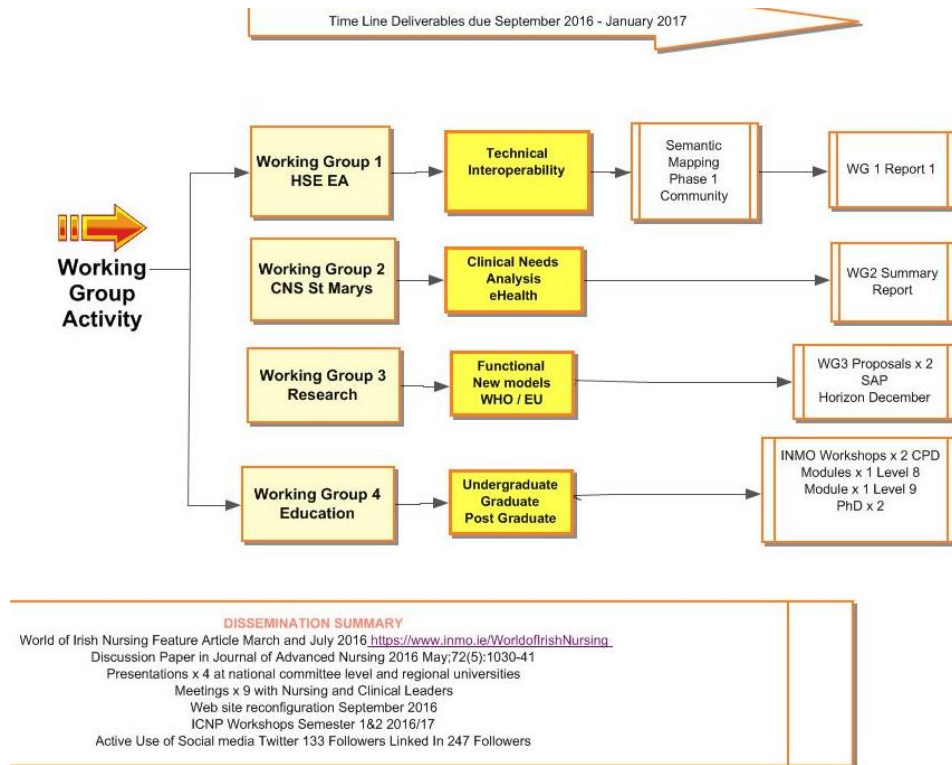 Time Line Deliverables due September 2016 - January 2017
Working
Group
Activity
Working Group 1
HSE EA
Technical
Interoperability
Semantic
Mapping
Phase 1
Community
WG 1 Report 1
Working Group 2
CNS St Marys
Clinical Needs
Analysis
eHealth
WG2 Summary
Report
Working Group 3
Research
Functional
New models
WHO / EU
WG3 Proposals x 2
SAP
Horizon December
Working Group 4
Education
Undergraduate
Graduate
Post Graduate
INMO Workshops x 2 CPD
Modules x 1 Level 8
Module x 1 Level 9
PhD x 2
DISSEMINATION SUMMARY
World of Irish Nursing Feature Article March and July 2016 https://www.inmo.ie/WorldofIrishNursing
Discussion Paper in Journal of Advanced Nursing 2016 May;72(5):1030-41
Presentations x 4 at national committee level and regional universities
Meetings x 9 with Nursing and Clinical Leaders
Web site reconfiguration September 2016
ICNP Workshops Semester 1&2 2016/17
Active Use of Social media Twitter 133 Followers Linked In 247 Followers